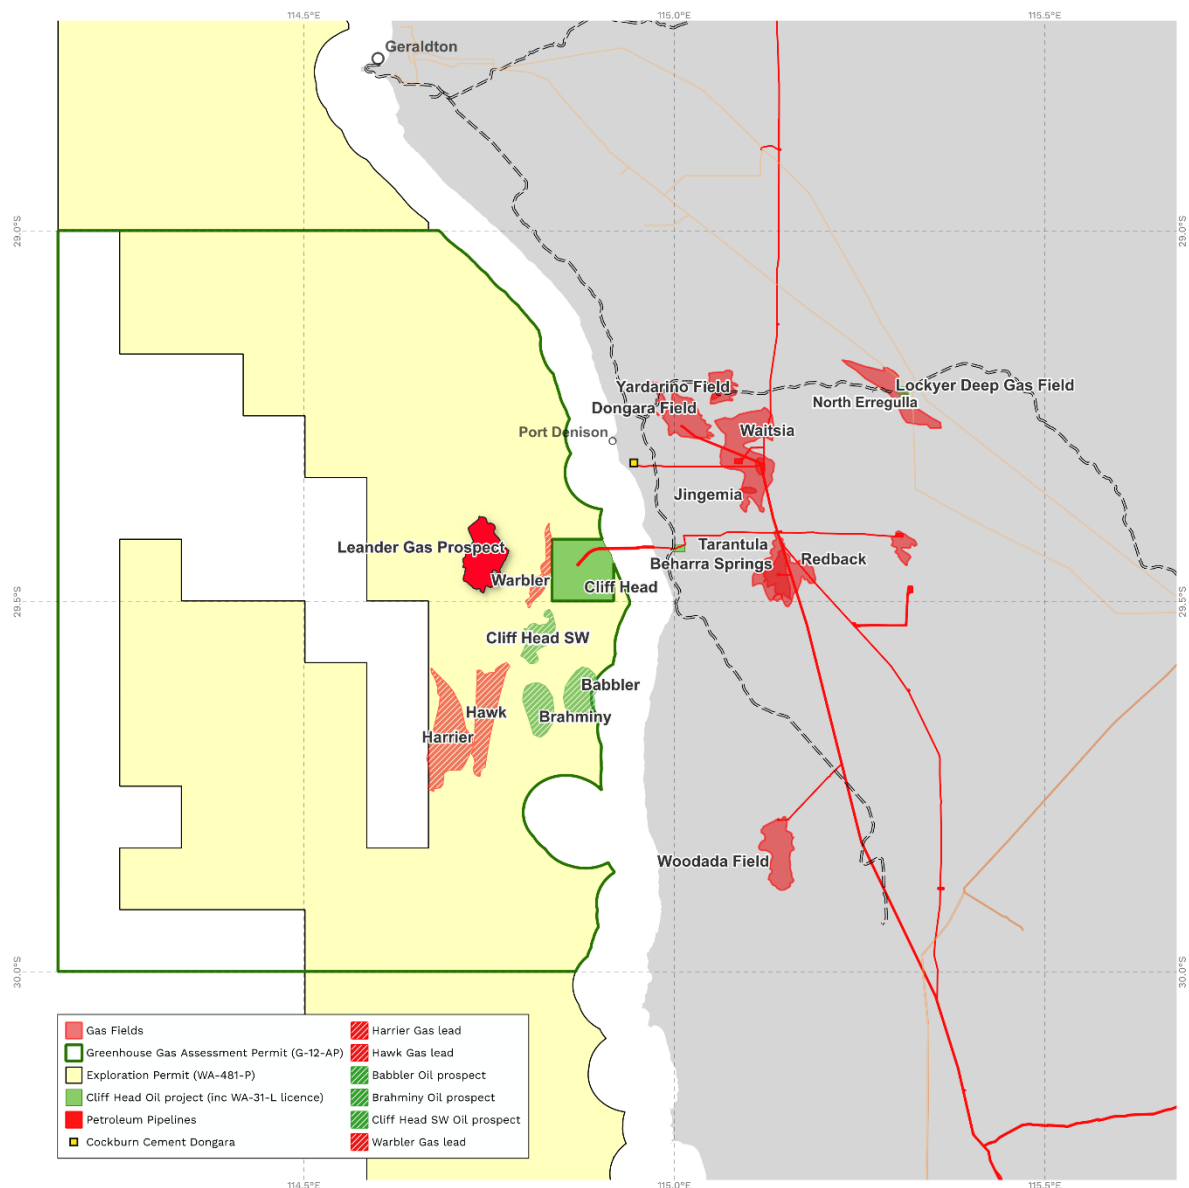 114.5°E
115.0°E
115.5°E
Geraldton
29.0°S
29.0°S
Yardarino Field
Lockyer Deep Gas Field
North Erregulla
Dongara Field
Waitsia
Port Denison
Jingemia
Leander Gas Prospect
Tarantula
Beharra Springs
Redback
Warbler
Cliff Head
29.5°S
29.5°S
Cliff Head SW
Babbler
Hawk
Brahminy
Harrier
Woodada Field
30.0°S
30.0°S
Gas Fields
Greenhouse Gas Assessment Permit (G-12-AP)
Exploration Permit (WA-481-P)
Cliff Head Oil project (inc WA-31-L licence)
Petroleum Pipelines
Cockburn Cement Dongara
Harrier Gas lead
Hawk Gas lead
Babbler Oil prospect
Brahminy Oil prospect
Cliff Head SW Oil prospect
Warbler Gas lead
114.5°E
115.0°E
115.5°E